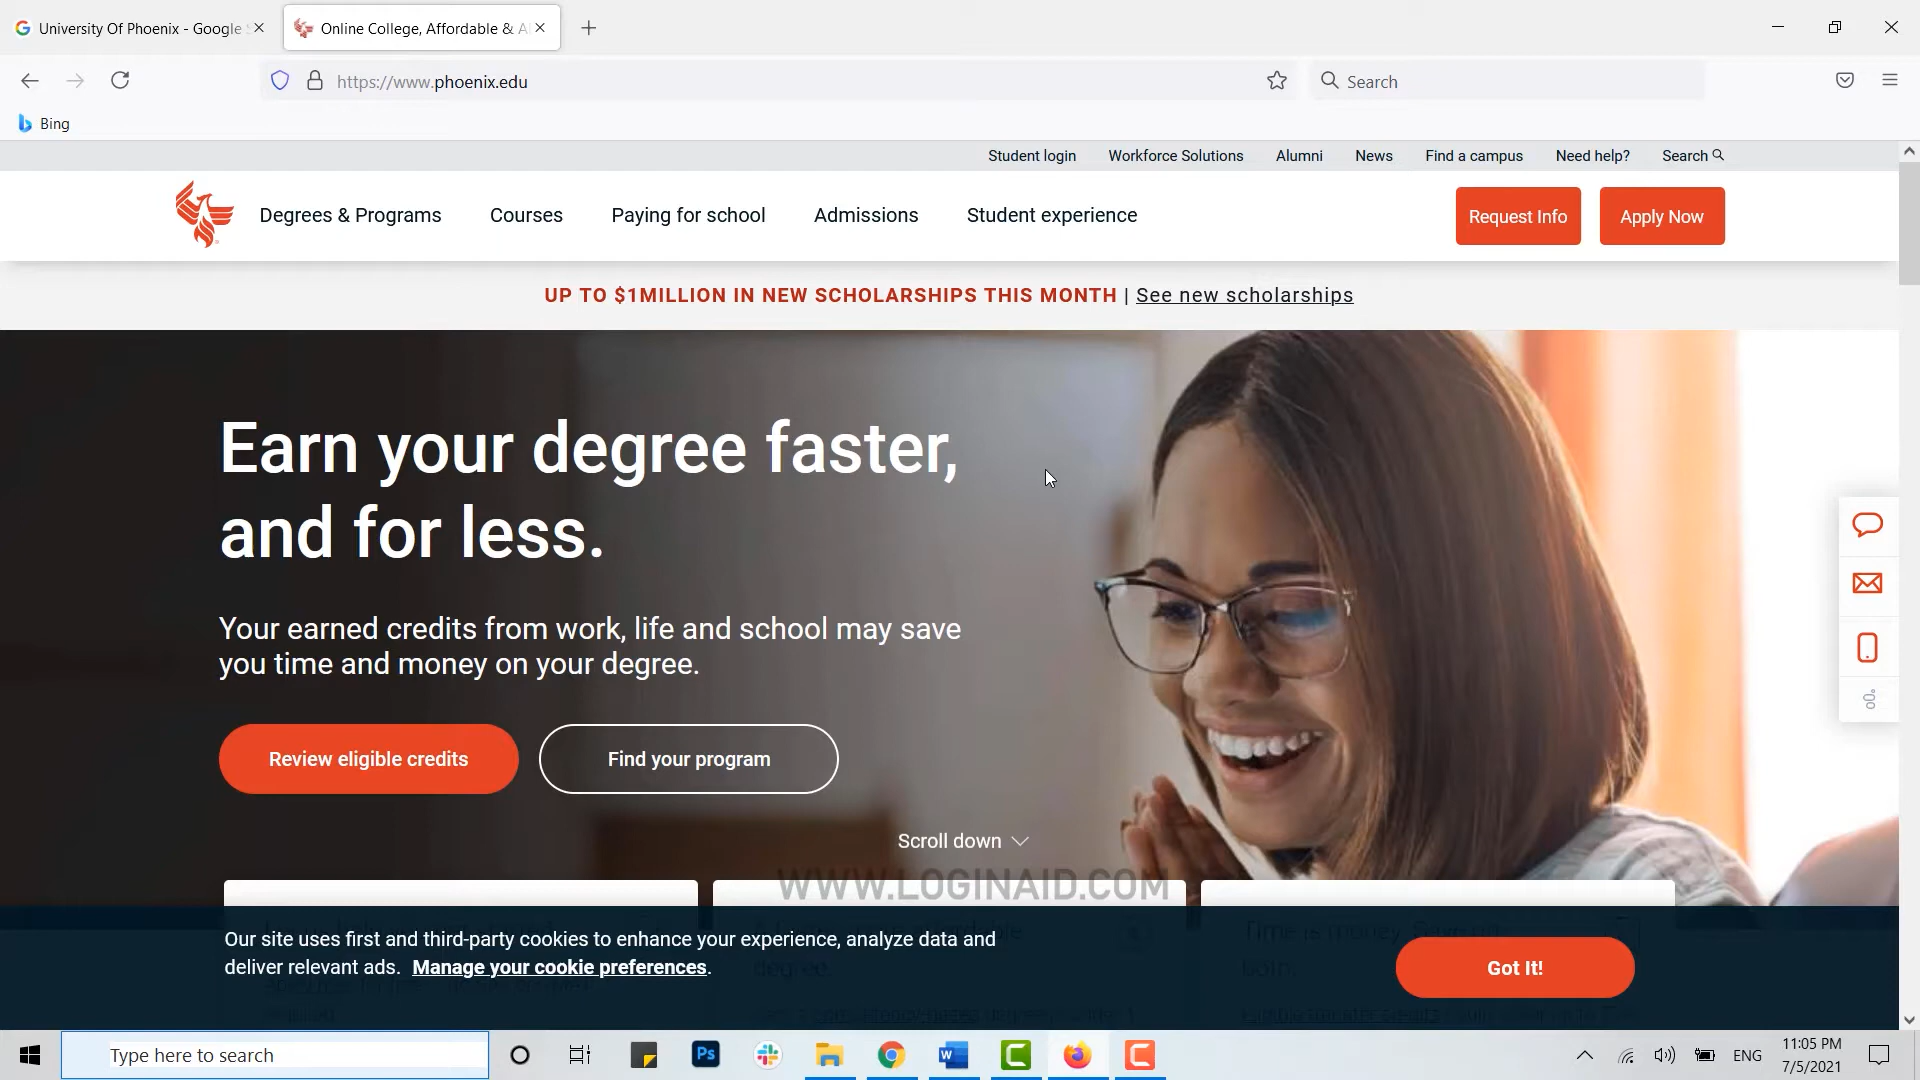 University Of Phoenix - Google
Online College, Affordable & A
https://www.phoenix.edu
Search
Bing
Student login Workforce Solutions Alumni News Find a campus Need help? Search
Degrees & Programs Courses Paying for school Admissions Student experience Request Info Apply Now
UP TO $1MILLION IN NEW SCHOLARSHIPS THIS MONTH | See new scholarships
Earn your degree faster,
and for less.
Your earned credits from work, life and school may save
you time and money on your degree.
Review eligible credits Find your program
Scroll down
WWW.LOGINAID.COM
Our site uses first and third-party cookies to enhance your experience, analyze data and
deliver relevant ads. Manage your cookie preferences.
Got It!
Type here to search
Ps
ENG
11:05 PM
7/5/2021